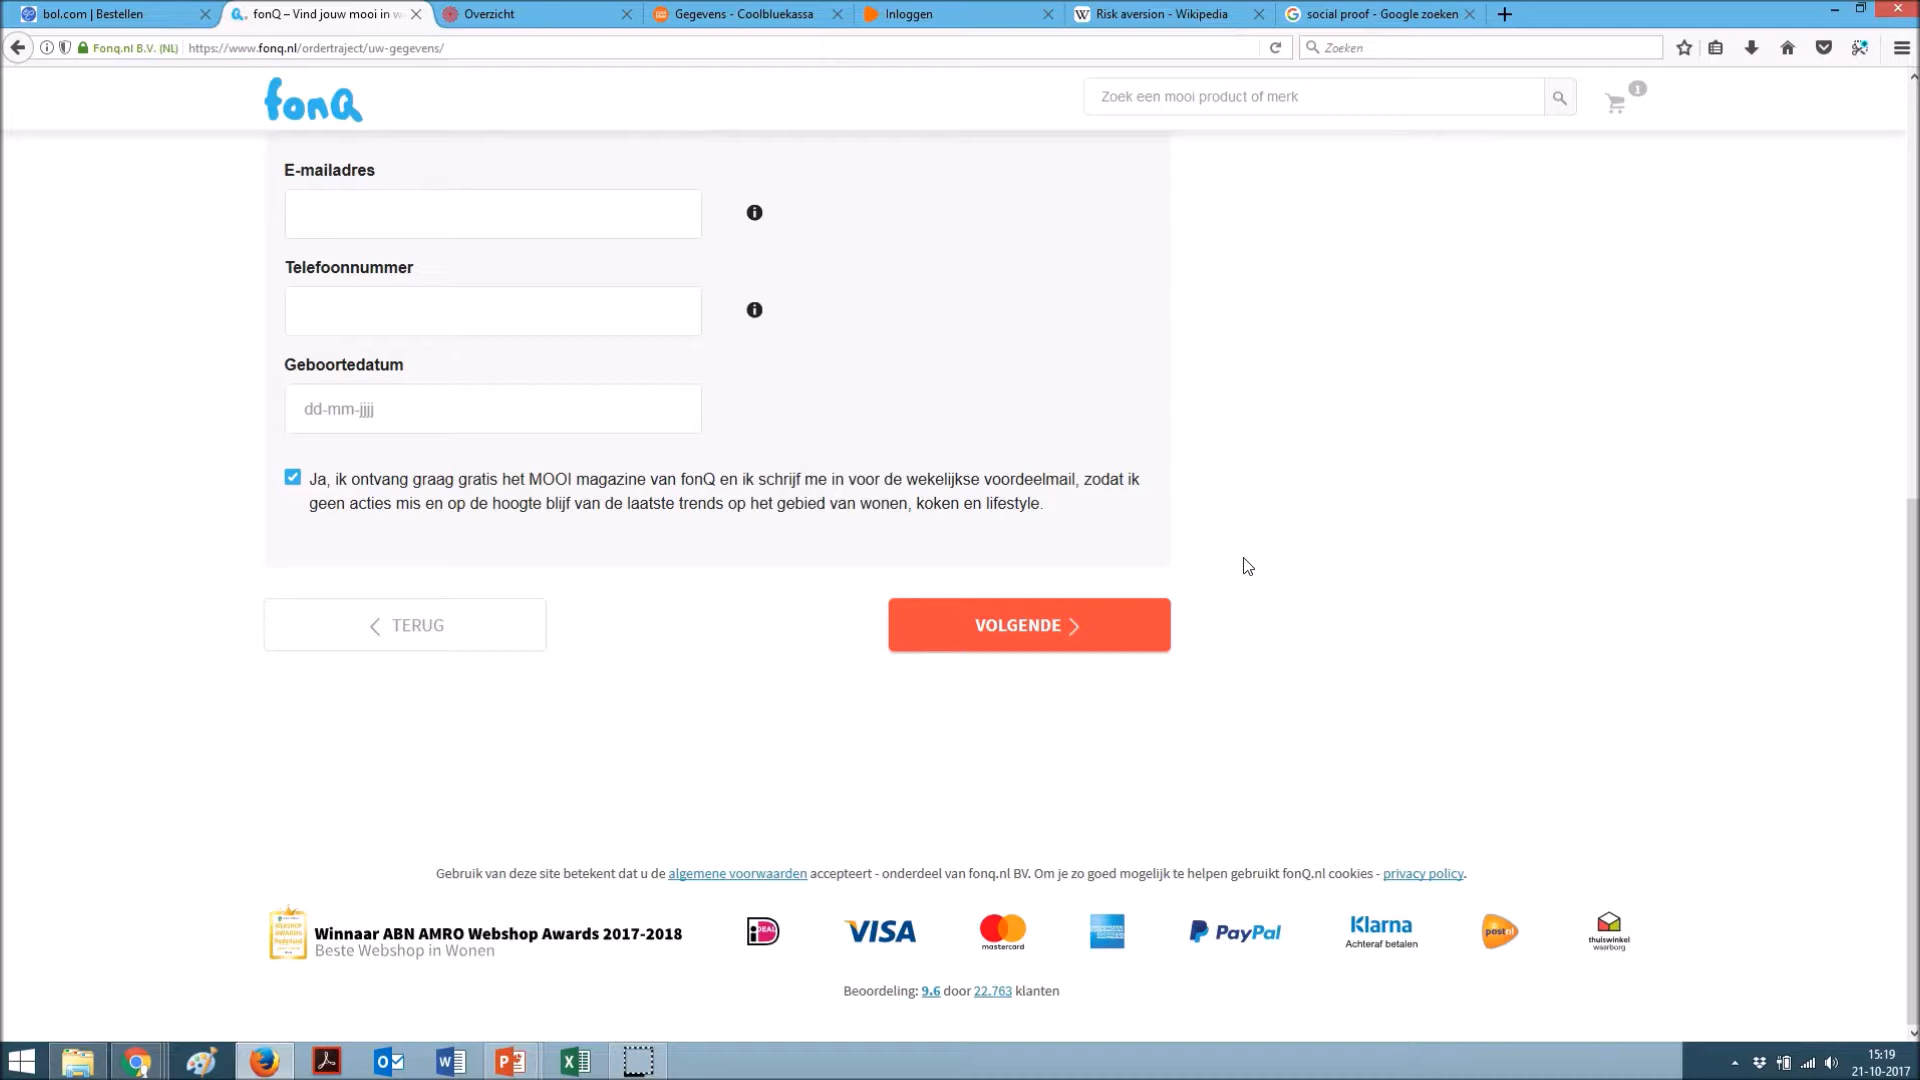 bol.com | Bestellen
fonQ – Vind jouw mooi in w
Overzicht
Gegevens - Coolbluekassa
Inloggen
Risk aversion - Wikipedia
social proof - Google zoeken
Fonq.nl B.V. (NL)
https://www.fonq.nl/ordertraject/uw-gegevens/
Zoeken
fonQ
Zoek een mooi product of merk
1
E-mailadres
Telefoonnummer
Geboortedatum
dd-mm-jjjj
Ja, ik ontvang graag gratis het MOOI magazine van fonQ en ik schrijf me in voor de wekelijkse voordeelmail, zodat ik
geen acties mis en op de hoogte blijf van de laatste trends op het gebied van wonen, koken en lifestyle.
TERUG
VOLGENDE
Gebruik van deze site betekent dat u de algemene voorwaarden accepteert - onderdeel van fonq.nl BV. Om je zo goed mogelijk te helpen gebruikt fonQ.nl cookies - privacy policy.
Winnaar ABN AMRO Webshop Awards 2017-2018
Beste Webshop in Wonen
iDEAL
VISA
mastercard
PayPal
Klarna
Achteraf betalen
postnl
thuiswinkel
waarborg
Beoordeling: 9.6 door 22.763 klanten
15:19
21-10-2017